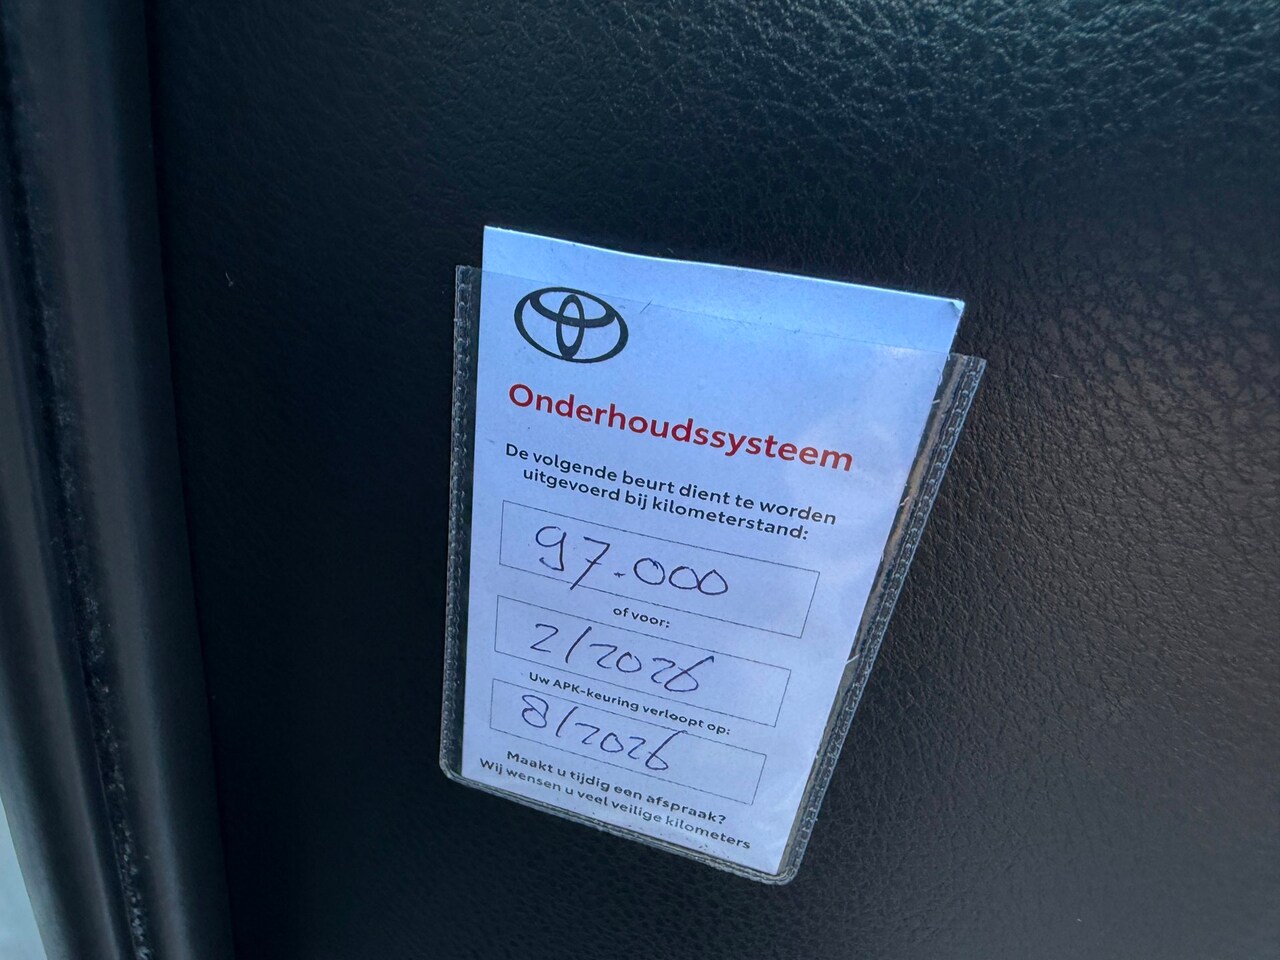 Onderhoudssysteem
De volgende beurt dient te worden
uitgevoerd bij kilometerstand:
97.000
of voor:
2/2026
Uw APK-keuring verloopt op:
8/2026
Maakt u tijdig een afspraak?
Wij wensen u veel veilige kilometers